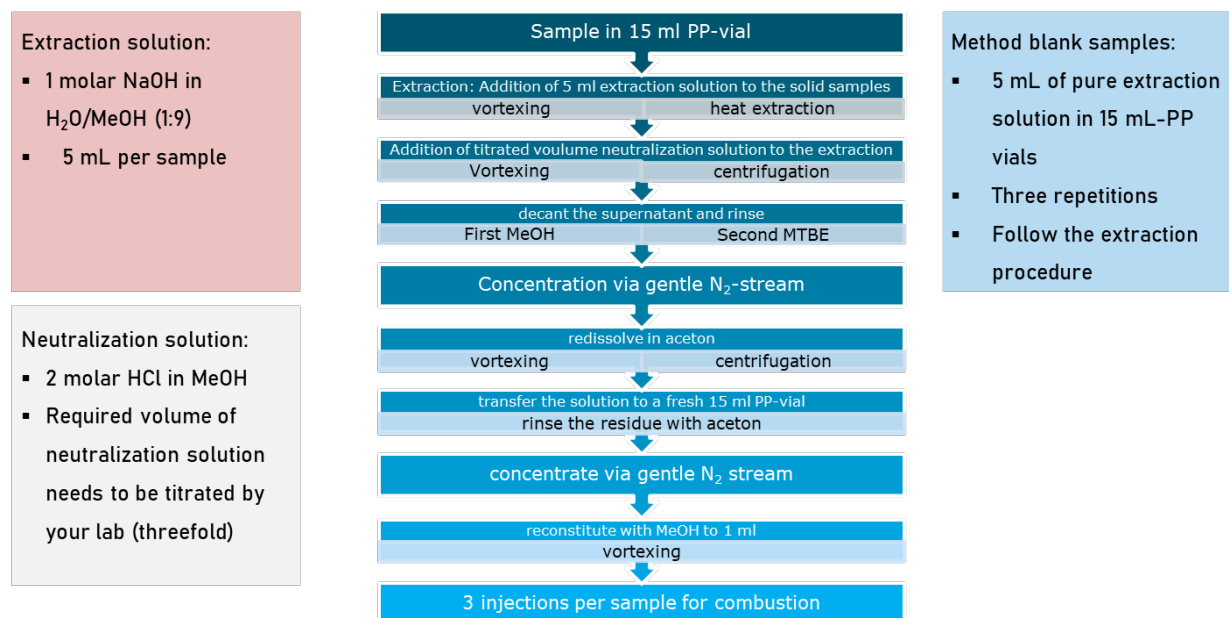 Extraction solution:
▪ 1 molar NaOH in
H₂O/MeOH (1:9)
▪ 5 mL per sample
Neutralization solution:
▪ 2 molar HCl in MeOH
▪ Required volume of
neutralization solution
needs to be titrated by
your lab (threefold)
Sample in 15 ml PP-vial
Extraction: Addition of 5 ml extraction solution to the solid samples
vortexing heat extraction
Addition of titrated voulume neutralization solution to the extraction
Vortexing centrifugation
decant the supernatant and rinse
First MeOH Second MTBE
Concentration via gentle N₂-stream
redissolve in aceton
vortexing centrifugation
transfer the solution to a fresh 15 ml PP-vial
rinse the residue with aceton
concentrate via gentle N₂ stream
reconstitute with MeOH to 1 ml
vortexing
3 injections per sample for combustion
Method blank samples:
▪ 5 mL of pure extraction
solution in 15 mL-PP
vials
▪ Three repetitions
▪ Follow the extraction
procedure